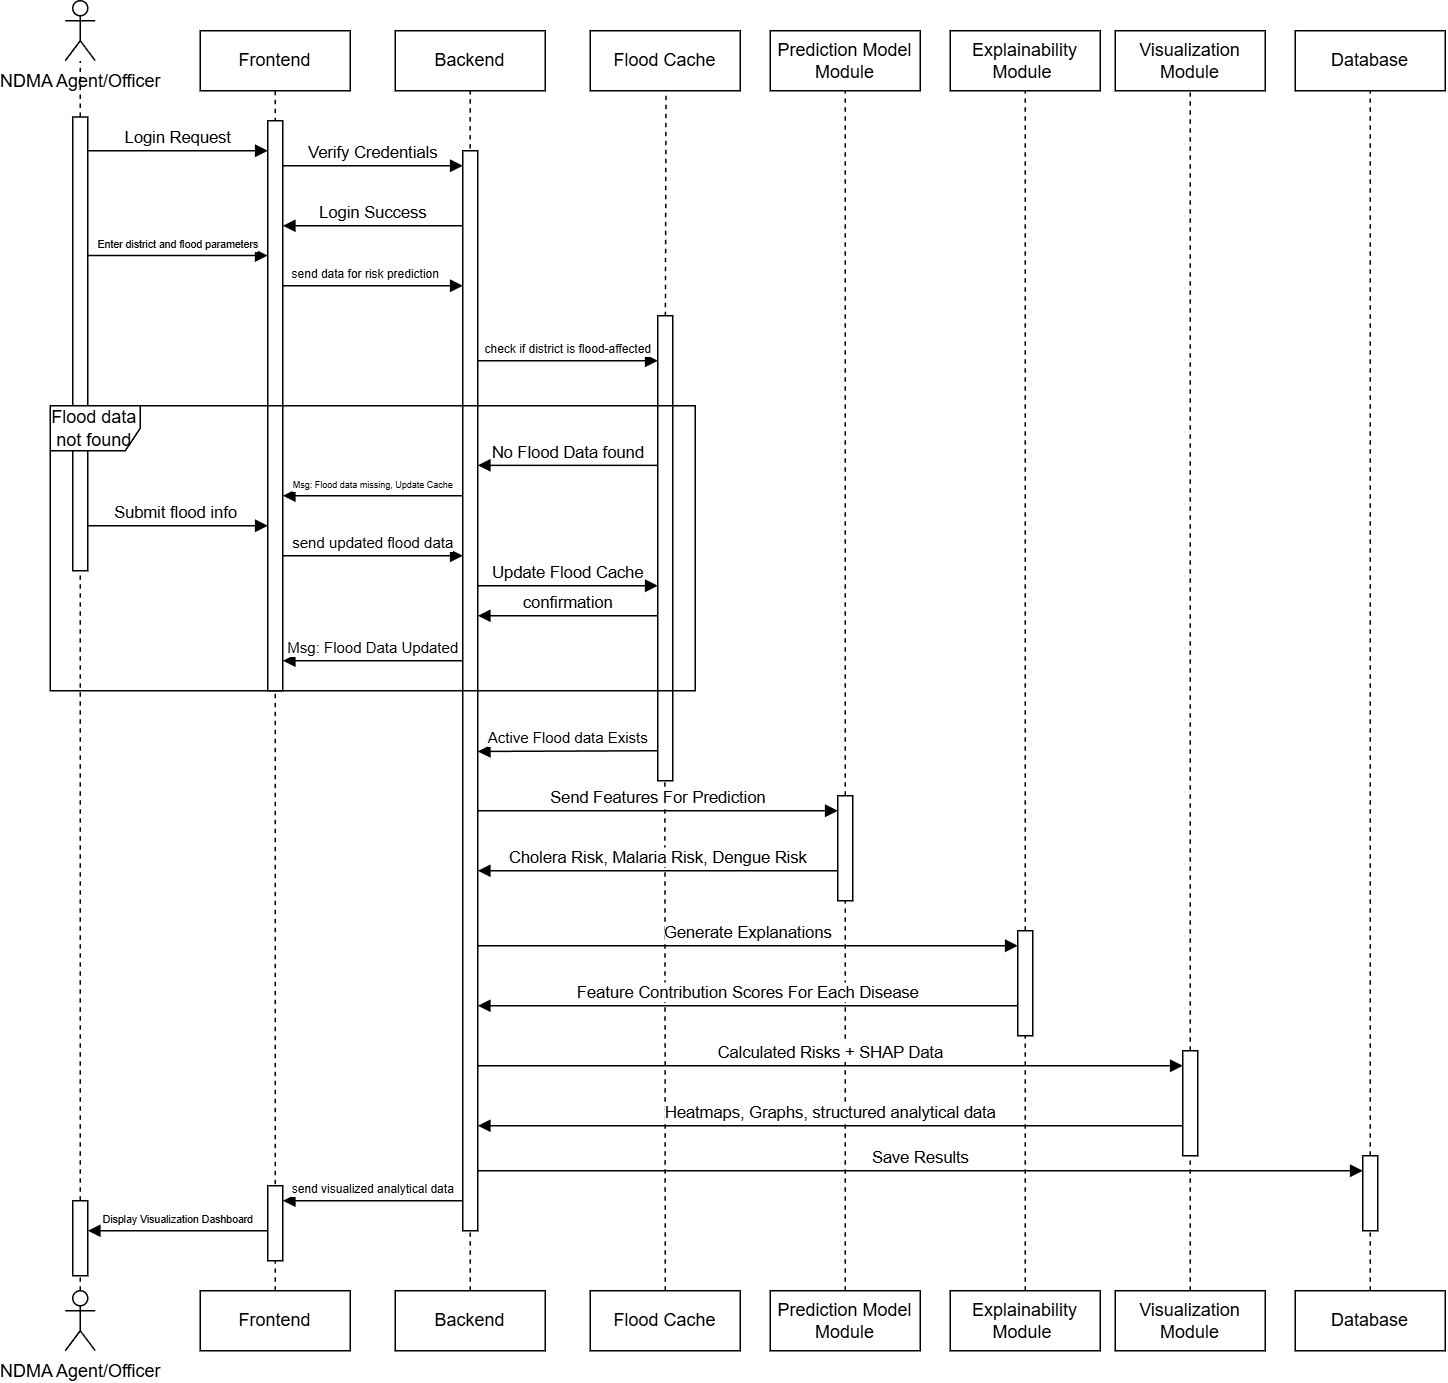 NDMA Agent/Officer
Frontend
Backend
Flood Cache
Prediction Model
Module
Explainability
Module
Visualization
Module
Database
Login Request
Verify Credentials
Login Success
Enter district and flood parameters
send data for risk prediction
check if district is flood-affected
Flood data
not found
No Flood Data found
Msg: Flood data missing, Update Cache
Submit flood info
send updated flood data
Update Flood Cache
confirmation
Msg: Flood Data Updated
Active Flood data Exists
Send Features For Prediction
Cholera Risk, Malaria Risk, Dengue Risk
Generate Explanations
Feature Contribution Scores For Each Disease
Calculated Risks + SHAP Data
Heatmaps, Graphs, structured analytical data
Save Results
send visualized analytical data
Display Visualization Dashboard
NDMA Agent/Officer
Frontend
Backend
Flood Cache
Prediction Model
Module
Explainability
Module
Visualization
Module
Database